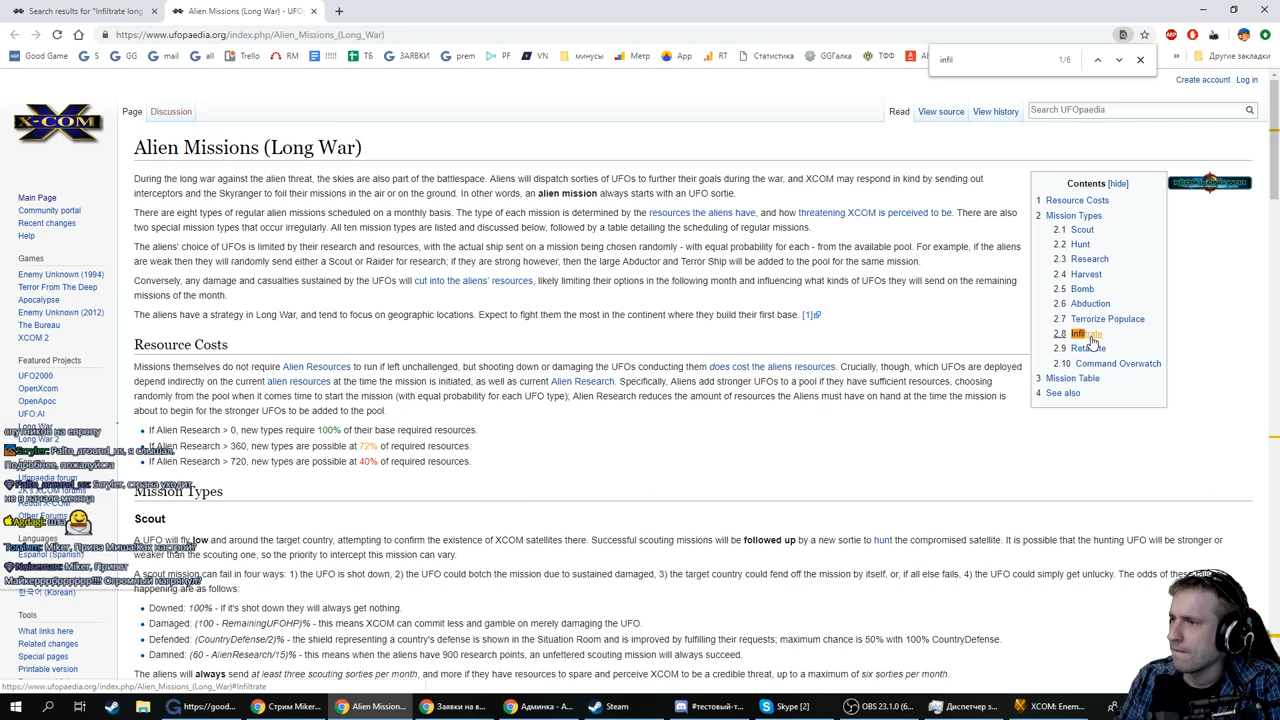 Search results for "Infiltrate long
Alien Missions (Long War) - UFO
https://www.ufopaedia.org/index.php/Alien_Missions_(Long_War)
Good Game
S
GG
mail
all
Trello
RM
!!!!
ТБ
ЗАЯВКИ
prem
PF
VN
минусы
Метр
App
RT
Статистика
ГГГалка
ТФФ
Другие закладки
infil
1/6
Create account
Log in
X-COM
Page
Discussion
Read
View source
View history
Search UFOpaedia
Alien Missions (Long War)
During the long war against the alien threat, the skies are also part of the battlespace. Aliens will dispatch sorties of UFOs to further their goals during the war, and XCOM may respond in kind by sending out
interceptors and the Skyranger to foil their missions in the air or on the ground. In other words, an alien mission always starts with an UFO sortie.
There are eight types of regular alien missions scheduled on a monthly basis. The type of each mission is determined by the resources the aliens have, and how threatening XCOM is perceived to be. There are also
two special mission types that occur irregularly. All ten mission types are listed and discussed below, followed by a table detailing the scheduling of regular missions.
The aliens' choice of UFOs is limited by their research and resources, with the actual ship sent on a mission being chosen randomly - with equal probability for each - from the available pool. For example, if the aliens
are weak then they will randomly send either a Scout or Raider for research; if they are strong however, then the large Abductor and Terror Ship will be added to the pool for the same mission.
Conversely, any damage and casualties sustained by the UFOs will cut into the aliens' resources, likely limiting their options in the following month and influencing what kinds of UFOs they will send on the remaining
missions of the month.
The aliens have a strategy in Long War, and tend to focus on geographic locations. Expect to fight them the most in the continent where they build their first base. [1]
Contents [hide]
1 Resource Costs
2 Mission Types
2.1 Scout
2.2 Hunt
2.3 Research
2.4 Harvest
2.5 Bomb
2.6 Abduction
2.7 Terrorize Populace
2.8 Infiltrate
2.9 Retaliate
2.10 Command Overwatch
3 Mission Table
4 See also
Main Page
Community portal
Recent changes
Help
Games
Enemy Unknown (1994)
Terror From The Deep
Apocalypse
Enemy Unknown (2012)
The Bureau
XCOM 2
Featured Projects
UFO2000
OpenXcom
OpenApoc
UFO:AI
Long War
Long War 2
Ufopaedia forum
2K's XCOM forums
Reddit X-COM
Other Forums
Languages
Español (Spanish)
한국어 (Korean)
Tools
What links here
Related changes
Special pages
Printable version
спутников на европу
Scryler: Palto_around_us, я слышал.
Подробнее, пожалуйста
Palto_around_us: Scryler, страна уходит
не в начале месяца
Agdagi: шта
Miker, Прива Миша!Как настрой?
Miker, Привет
Resource Costs
Missions themselves do not require Alien Resources to run if left unchallenged, but shooting down or damaging the UFOs conducting them does cost the aliens resources. Crucially, though, which UFOs are deployed
depend indirectly on the current alien resources at the time the mission is initiated, as well as current Alien Research. Specifically, Aliens add stronger UFOs to a pool if they have sufficient resources, choosing
randomly from the pool when it comes time to start the mission (with equal probability for each UFO type); Alien Research reduces the amount of resources the Aliens must have on hand at the time the mission is
about to begin for the stronger UFOs to be added to the pool.
If Alien Research > 0, new types require 100% of their base required resources.
If Alien Research > 360, new types are possible at 72% of required resources.
If Alien Research > 720, new types are possible at 40% of required resources.
Mission Types
Scout
A UFO will fly low and around the target country, attempting to confirm the existence of XCOM satellites there. Successful scouting missions will be followed up by a new sortie to hunt the compromised satellite. It is possible that the hunting UFO will be stronger or
weaker than the scouting one, so the priority to intercept this mission can vary.
A scout mission can fail in four ways: 1) the UFO is shot down, 2) the UFO could botch the mission due to sustained damaged, 3) the target country could fend off the mission by itself, or, if all else fails, 4) the UFO could simply get unlucky. The odds of these
happening are as follows:
Downed: 100% - if it's shot down they will always get nothing.
Damaged: (100 - RemainingUFOHP)% - this means XCOM can commit less and gamble on merely damaging the UFO.
Defended: (CountryDefense/2)% - the shield representing a country's defense is shown in the Situation Room and is improved by fulfilling their requests; maximum chance is 50% with 100% CountryDefense.
Damned: (60 - AlienResearch/15)% - this means when the aliens have 900 research points, an unfettered scouting mission will always succeed.
The aliens will always send at least three scouting sorties per month, and more if they have resources to spare and perceive XCOM to be a credible threat, up to a maximum of six sorties per month.
https://www.ufopaedia.org/index.php/Alien_Missions_(Long_War)#Infiltrate
https://good...
Стрим Miker...
Alien Mission...
Заявки на в...
Админка - A...
Steam
#тестовый-т...
Skype [2]
OBS 23.1.0 (6...
Диспетчер з...
XCOM: Enem...